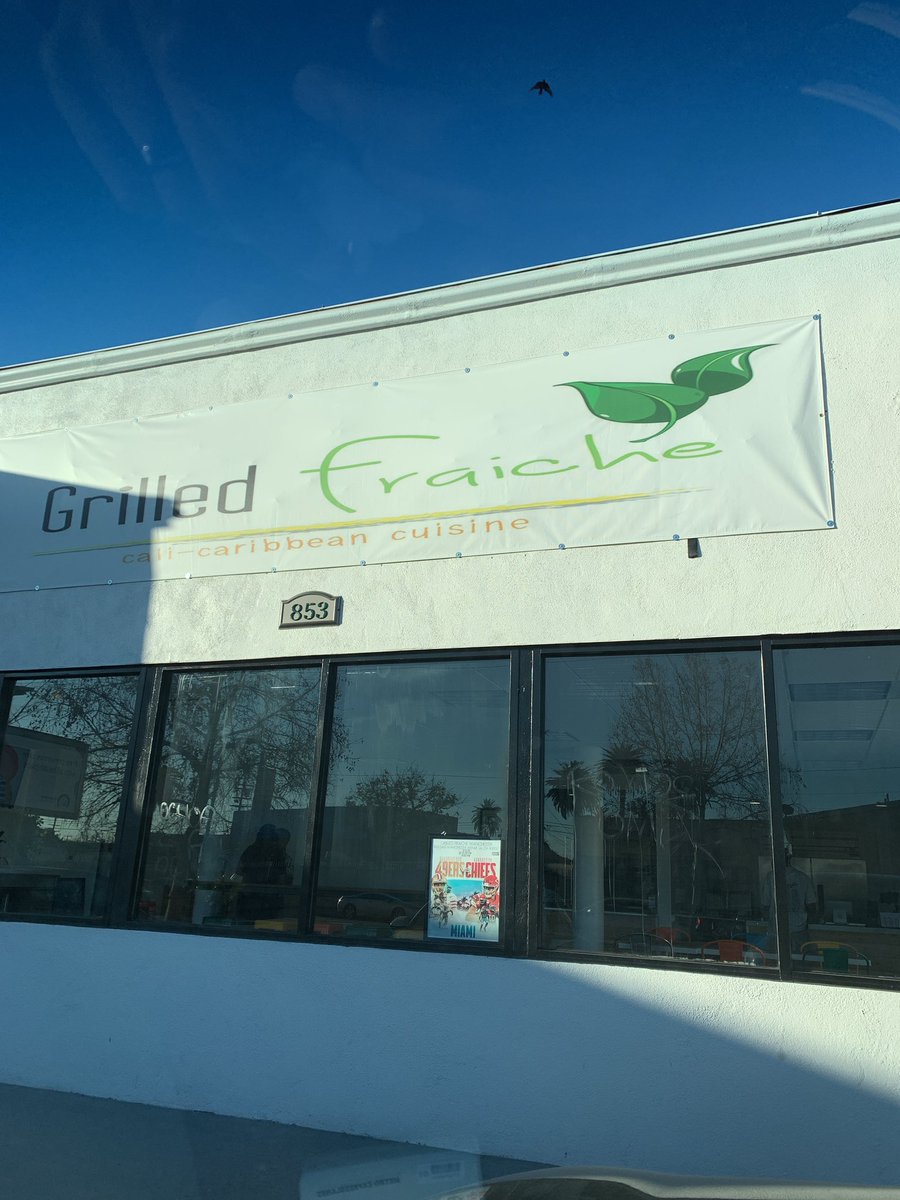 Grilled Fraiche
cali-caribbean cuisine
853
49ERS CHIEFS
MIAMI